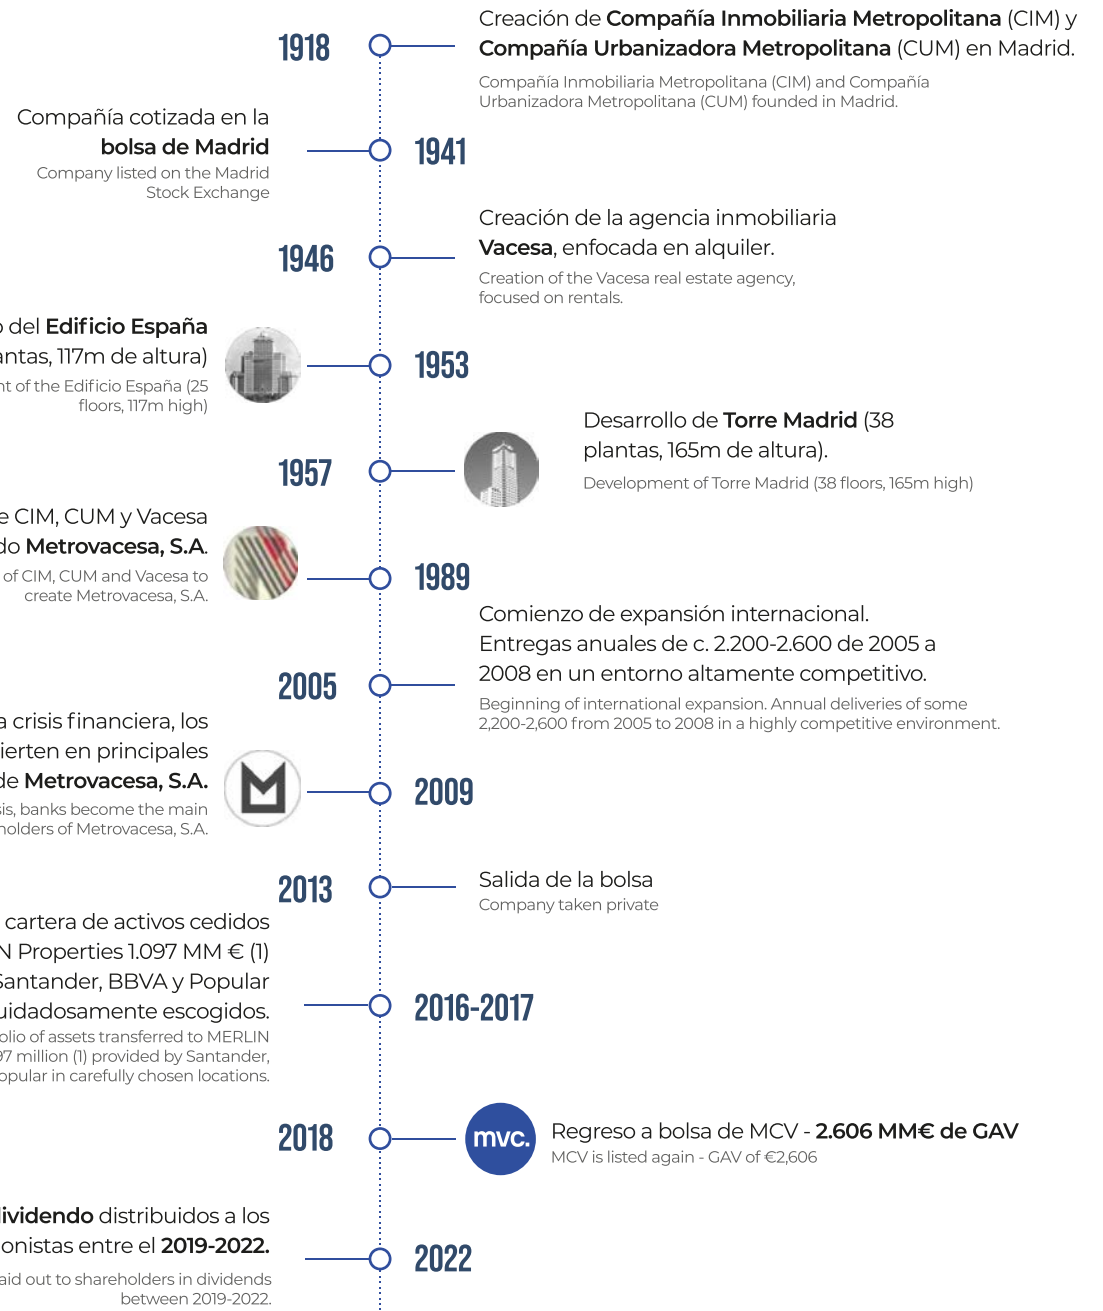 Creación de Compañía Inmobiliaria Metropolitana (CIM) y
1918
Compañía Urbanizadora Metropolitana (CUM) en Madrid.
Compañía Inmobiliaria Metropolitana (CIM) and Compañía
Urbanizadora Metropolitana (CUM) founded in Madrid.
Compañía cotizada en la
bolsa de Madrid
1941
Company listed on the Madrid
Stock Exchange
Creación de la agencia inmobiliaria
1946
Vacesa, enfocada en alquiler.
Creation of the Vacesa real estate agency,
focused on rentals.
del Edificio España
117m de altura)
1953
of the Edificio España (25
floors, 117m high)
Desarrollo de Torre Madrid (38
plantas, 165m de altura).
1957
Development of Torre Madrid (38 floors, 165m high)
CIM, CUM y Vacesa
Metrovacesa, S.A.
1989
of CIM, CUM and Vacesa to
create Metrovacesa, S.A.
Comienzo de expansión internacional.
Entregas anuales de c. 2.200-2.600 de 2005 a
2008 en un entorno altamente competitivo.
2005
Beginning of international expansion. Annual deliveries of some
2,200-2,600 from 2005 to 2008 in a highly competitive environment.
a crisis financiera, los
en principales
de Metrovacesa, S.A.
2009
banks become the main
of Metrovacesa, S.A.
2013
Salida de la bolsa
Company taken private
cartera de activos cedidos
Properties 1.097 MM € (1)
Santander, BBVA y Popular
escogidos.
2016-2017
of assets transferred to MERLIN
million (1) provided by Santander,
in carefully chosen locations.
2018
mvc.
Regreso a bolsa de MCV - 2.606 MM€ de GAV
MCV is listed again - GAV of €2,606
dividendo distribuidos a los
entre el 2019-2022.
2022
out to shareholders in dividends
between 2019-2022.